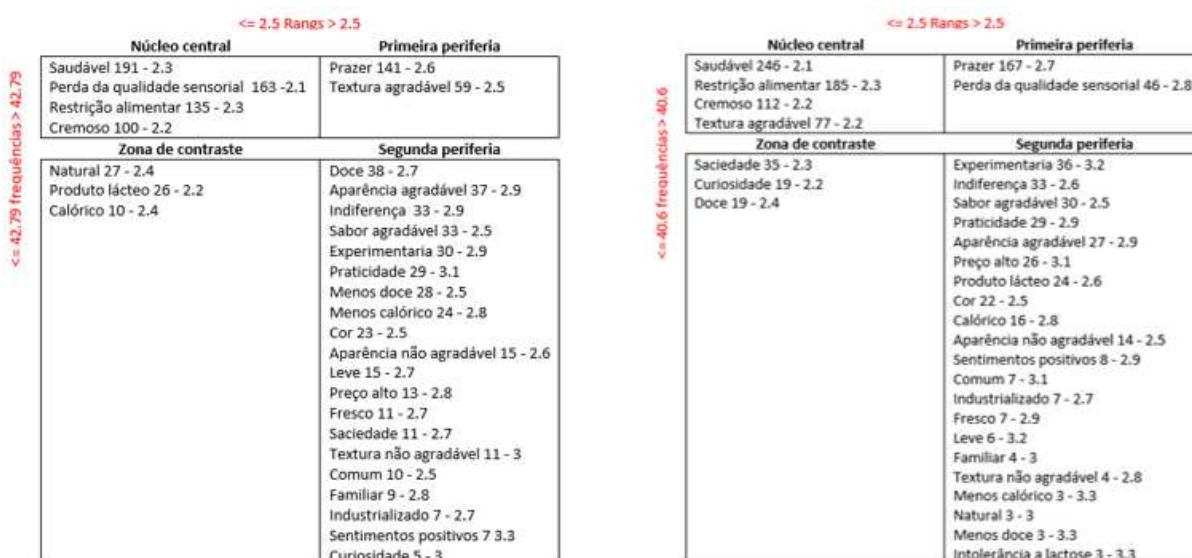 <= 2.5 Rangs > 2.5
<= 42.79 frequências > 42.79
Núcleo central
Primeira periferia
Saudável 191 - 2.3
Perda da qualidade sensorial 163 -2.1
Restrição alimentar 135 - 2.3
Cremoso 100 - 2.2
Prazer 141 - 2.6
Textura agradável 59 - 2.5
Zona de contraste
Segunda periferia
Natural 27 - 2.4
Produto lácteo 26 - 2.2
Calórico 10 - 2.4
Doce 38 - 2.7
Aparência agradável 37 - 2.9
Indiferença 33 - 2.9
Sabor agradável 33 - 2.5
Experimentaria 30 - 2.9
Praticidade 29 - 3.1
Menos doce 28 - 2.5
Menos calórico 24 - 2.8
Cor 23 - 2.5
Aparência não agradável 15 - 2.6
Leve 15 - 2.7
Preço alto 13 - 2.8
Fresco 11 - 2.7
Saciedade 11 - 2.7
Textura não agradável 11 - 3
Comum 10 - 2.5
Familiar 9 - 2.8
Industrializado 7 - 2.7
Sentimentos positivos 7 3.3
Curiosidade 5 - 3
<= 2.5 Rangs > 2.5
<= 40.6 frequências > 40.6
Núcleo central
Primeira periferia
Saudável 246 - 2.1
Restrição alimentar 185 - 2.3
Cremoso 112 - 2.2
Textura agradável 77 - 2.2
Prazer 167 - 2.7
Perda da qualidade sensorial 46 - 2.8
Zona de contraste
Segunda periferia
Saciedade 35 - 2.3
Curiosidade 19 - 2.2
Doce 19 - 2.4
Experimentaria 36 - 3.2
Indiferença 33 - 2.6
Sabor agradável 30 - 2.5
Praticidade 29 - 2.9
Aparência agradável 27 - 2.9
Preço alto 26 - 3.1
Produto lácteo 24 - 2.6
Cor 22 - 2.5
Calórico 16 - 2.8
Aparência não agradável 14 - 2.5
Sentimentos positivos 8 - 2.9
Comum 7 - 3.1
Industrializado 7 - 2.7
Fresco 7 - 2.9
Leve 6 - 3.2
Familiar 4 - 3
Textura não agradável 4 - 2.8
Menos calórico 3 - 3.3
Natural 3 - 3
Menos doce 3 - 3.3
Intolerância a lactose 3 - 3.3